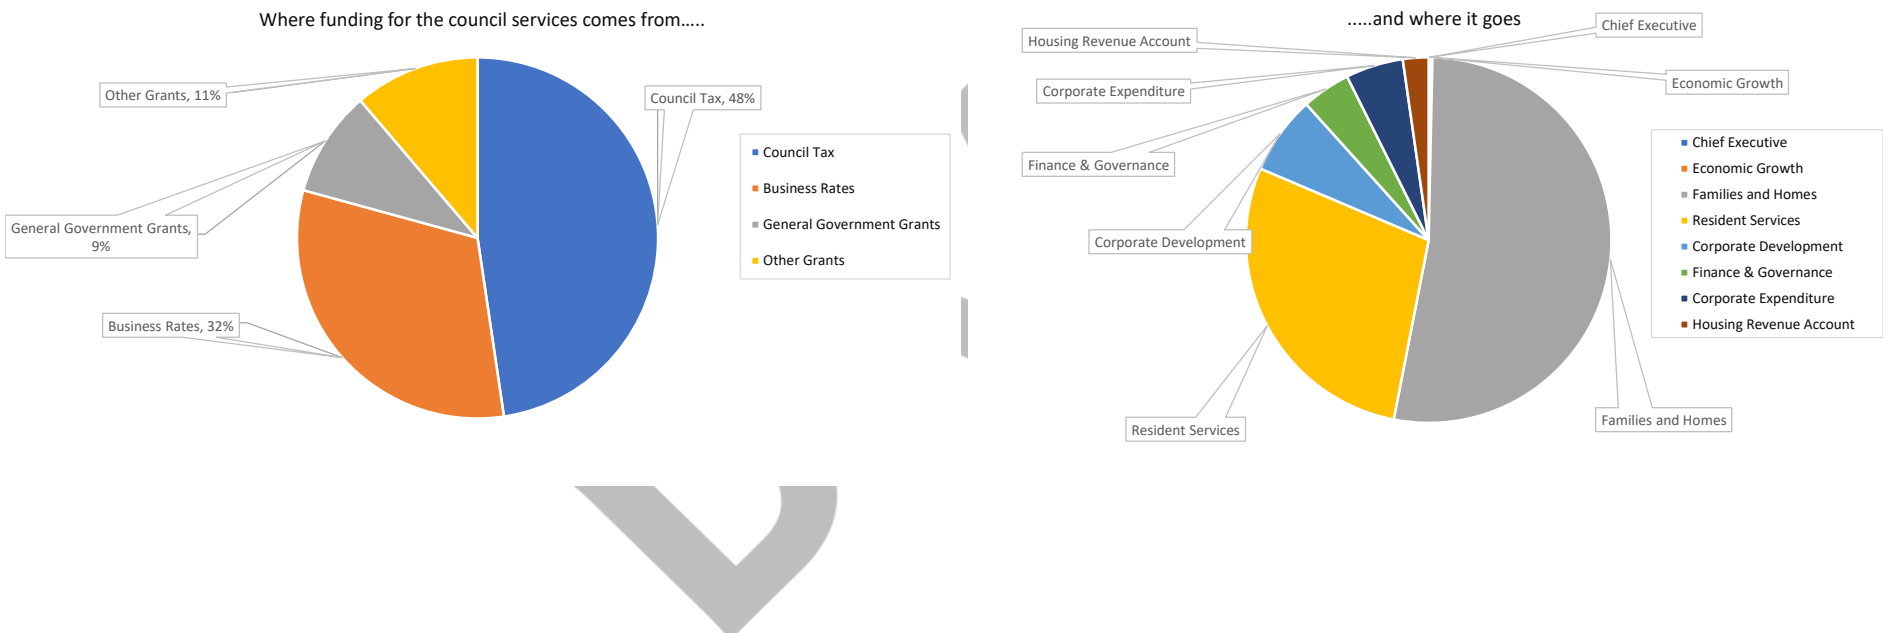 Where funding for the council services comes from.....
Other Grants, 11%
Council Tax, 48%
General Government Grants,
9%
Business Rates, 32%
Council Tax
Business Rates
General Government Grants
Other Grants
.....and where it goes
Chief Executive
Housing Revenue Account
Economic Growth
Corporate Expenditure
Finance & Governance
Corporate Development
Resident Services
Families and Homes
Chief Executive
Economic Growth
Families and Homes
Resident Services
Corporate Development
Finance & Governance
Corporate Expenditure
Housing Revenue Account